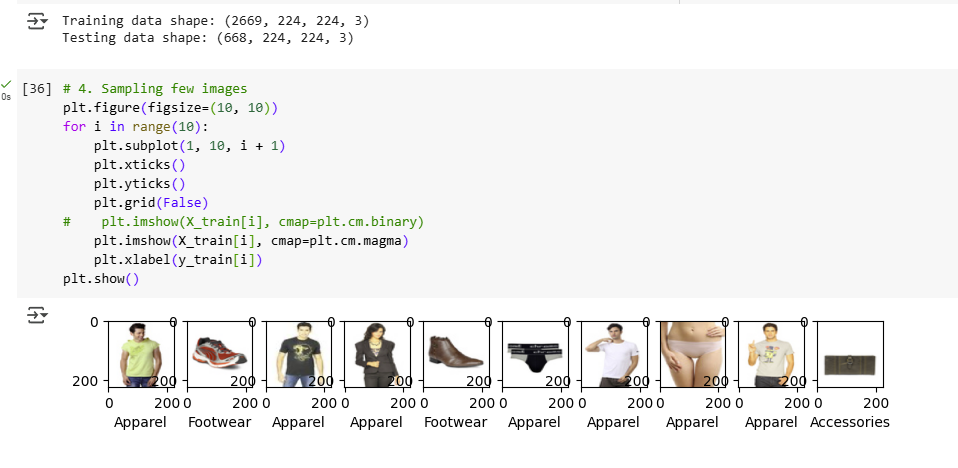 Training data shape: (2669, 224, 224, 3)
Testing data shape: (668, 224, 224, 3)
0s
[36] # 4. Sampling few images
plt.figure(figsize=(10, 10))
for i in range(10):
    plt.subplot(1, 10, i + 1)
    plt.xticks()
    plt.yticks()
    plt.grid(False)
#    plt.imshow(X_train[i], cmap=plt.cm.binary)
    plt.imshow(X_train[i], cmap=plt.cm.magma)
    plt.xlabel(y_train[i])
plt.show()
0 0 0 0 0 0 0 0 0 0
200 200 200 200 200 200 200 200 200 200
0 200 0 200 0 200 0 200 0 200 0 200 0 200 0 200 0 200 0 200
Apparel Footwear Apparel Apparel Footwear Apparel Apparel Apparel Apparel Accessories